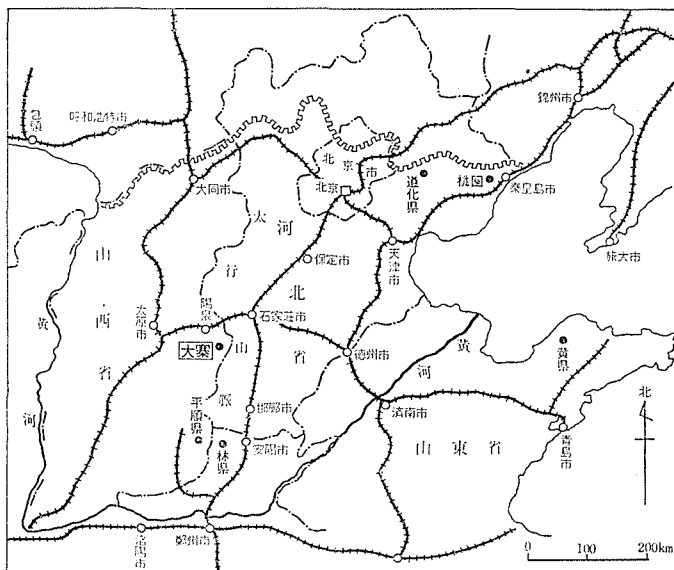 錦州市
呼和浩特市
包頭
北京市
北京
大同市
道化県
桃園
秦皇島市
太行山脈
河北省
保定市
天津市
旅大市
山西省
黄河
太原市
陽泉
石家荘市
大寨
徳州市
黄河
黄県
平順県
邯鄲市
済南市
北
林県
安陽市
山東省
青島市
洛陽市
鄭州市
0 100 200km